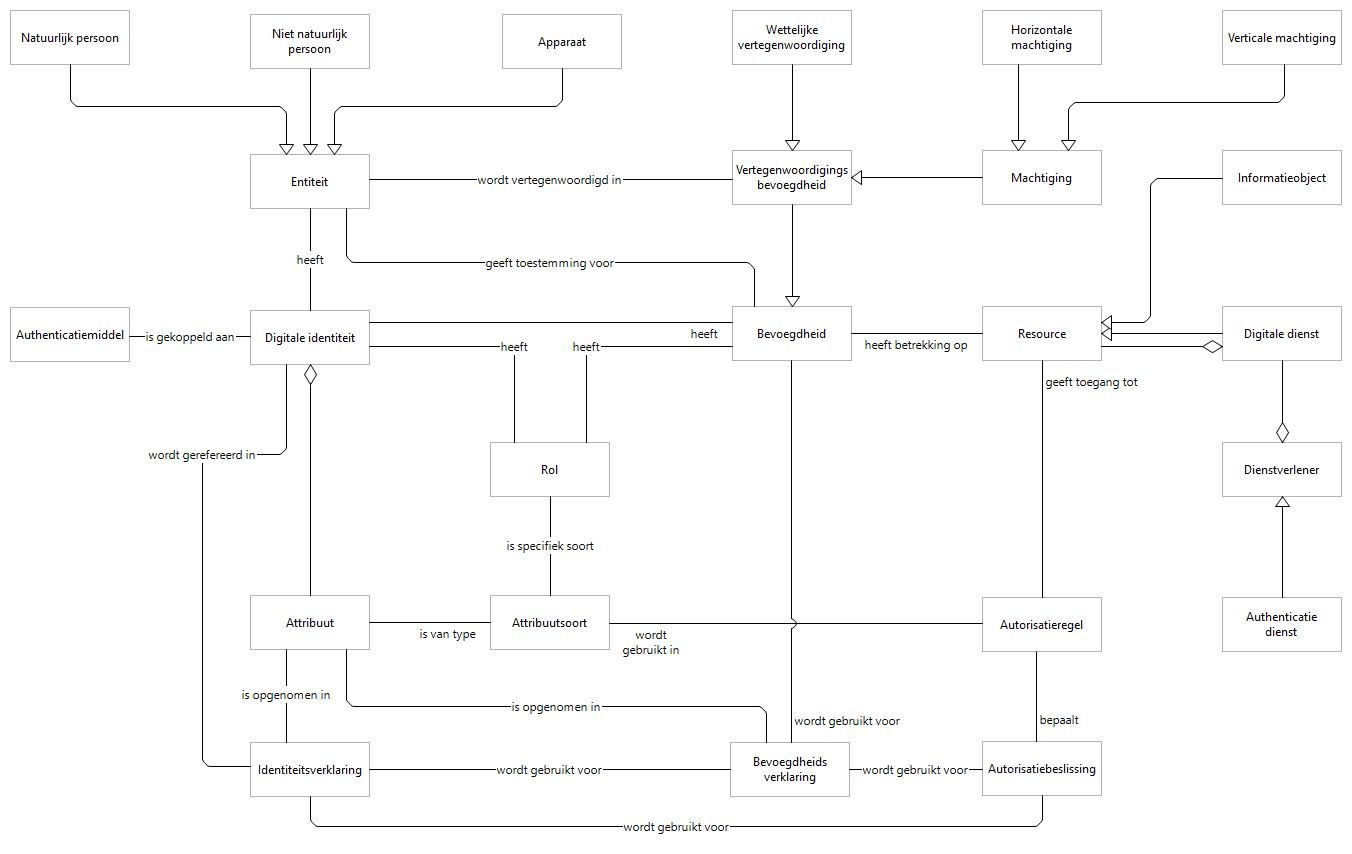 Natuurlijk persoon
Niet natuurlijk
persoon
Apparaat
Wettelijke
vertegenwoordiging
Horizontale
machtiging
Verticale machtiging
Entiteit
wordt vertegenwoordigd in
Vertegenwoordigings
bevoegdheid
Machtiging
Informatieobject
heeft
geeft toestemming voor
Authenticatiemiddel
is gekoppeld aan
Digitale identiteit
heeft
Bevoegdheid
heeft betrekking op
Resource
Digitale dienst
heeft
heeft
geeft toegang tot
wordt gerefereerd in
Rol
Dienstverlener
is specifiek soort
Attribuut
is van type
Attribuutsoort
wordt
gebruikt in
Autorisatieregel
Authenticatie
dienst
is opgenomen in
is opgenomen in
wordt gebruikt voor
bepaalt
Identiteitsverklaring
wordt gebruikt voor
Bevoegdheids
verklaring
wordt gebruikt voor
Autorisatiebeslissing
wordt gebruikt voor